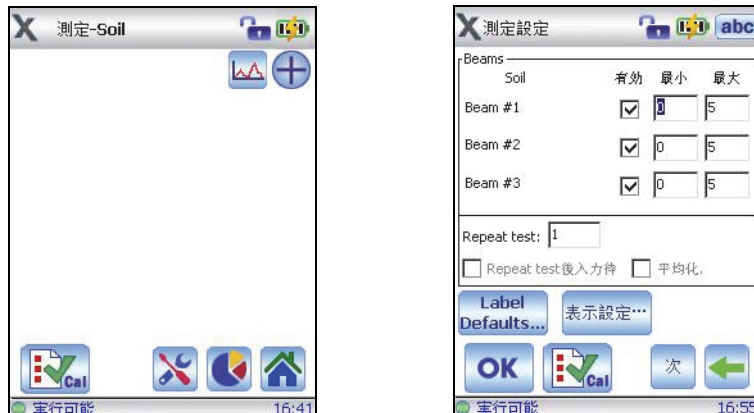 測定-Soil
Cal
実行可能 16:41
測定設定 abc
Beams
Soil 有効 最小 最大
Beam #1 0 5
Beam #2 0 5
Beam #3 0 5
Repeat test: 1
Repeat test後入力待 平均化.
Label Defaults... 表示設定…
OK Cal 次
実行可能 16:55